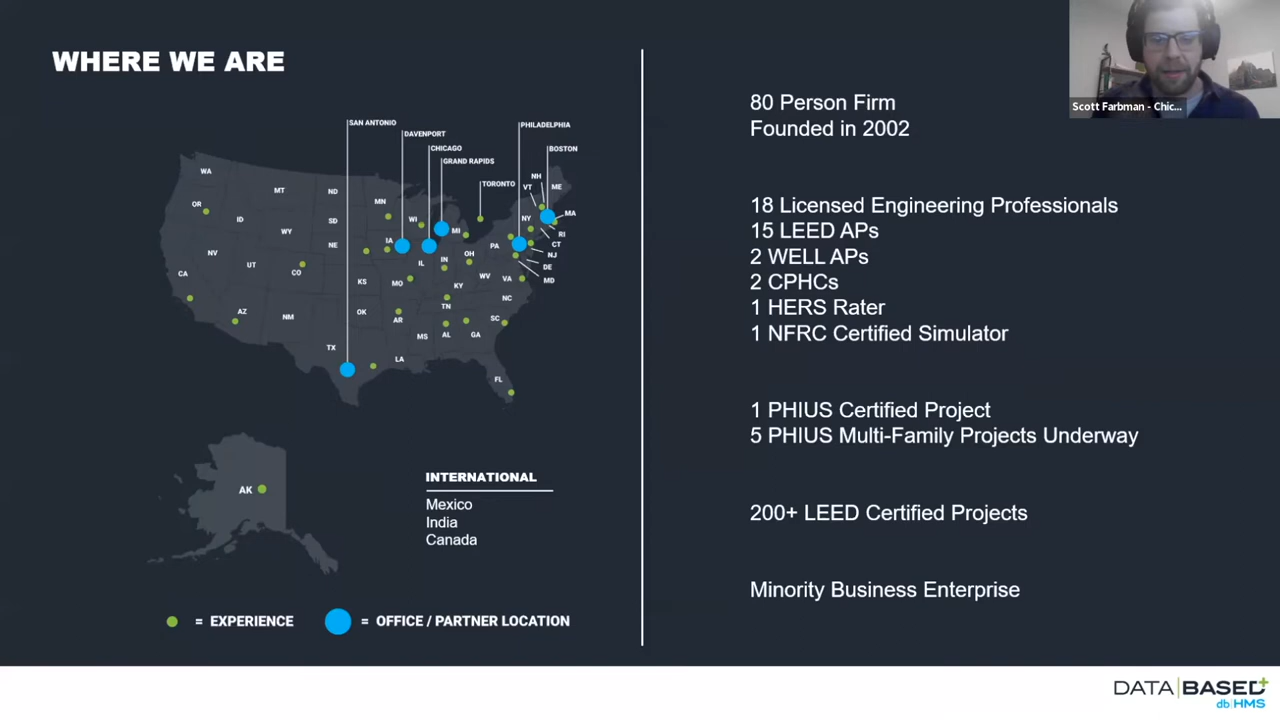 WHERE WE ARE
SAN ANTONIO
DAVENPORT
CHICAGO
GRAND RAPIDS
TORONTO
PHILADELPHIA
BOSTON
WA
MT
ND
MN
OR
ID
SD
WI
WY
NE
IA
MI
NY
VT
NH
ME
MA
RI
CT
NJ
DE
MD
PA
NV
UT
CO
CA
IL
IN
OH
KS
MO
KY
WV
VA
AZ
NM
OK
AR
TN
NC
SC
TX
LA
MS
AL
GA
FL
AK
INTERNATIONAL
Mexico
India
Canada
= EXPERIENCE
= OFFICE / PARTNER LOCATION
80 Person Firm
Founded in 2002
18 Licensed Engineering Professionals
15 LEED APs
2 WELL APs
2 CPHCs
1 HERS Rater
1 NFRC Certified Simulator
1 PHIUS Certified Project
5 PHIUS Multi-Family Projects Underway
200+ LEED Certified Projects
Minority Business Enterprise
Scott Farbman - Chic...
DATA|BASED+
db|HMS